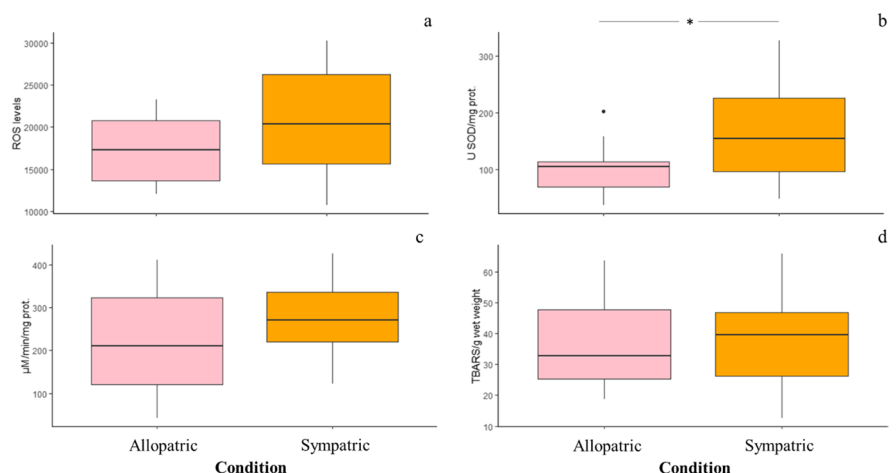 a
ROS levels
30000
25000
20000
15000
10000
*
b
U SOD/mg prot.
300
200
100
c
µM/min/mg prot.
400
300
200
100
Allopatric Sympatric
Condition
d
TBARS/g wet weight
60
50
40
30
20
10
Allopatric Sympatric
Condition